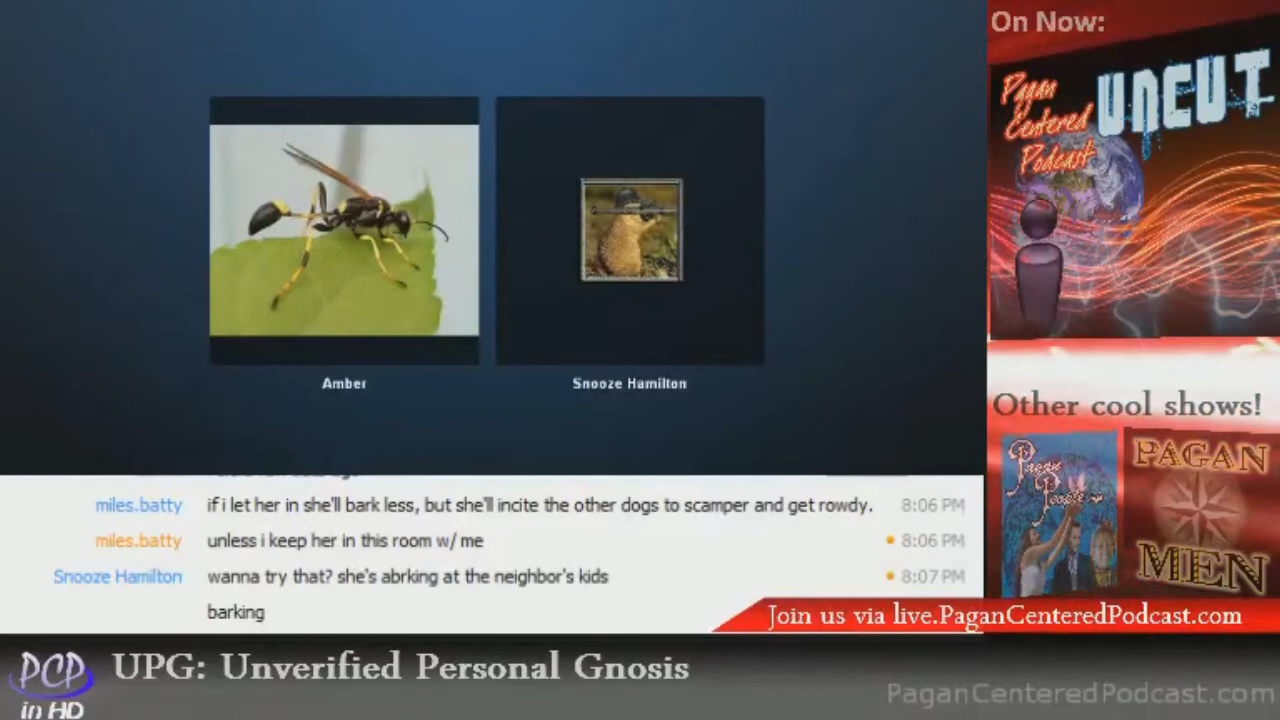 On Now:
Pagan
Centered
Podcast
UNCUT
Amber
Snooze Hamilton
Other cool shows!
Pagan
People
PAGAN
MEN
miles.batty if i let her in she'll bark less, but she'll incite the other dogs to scamper and get rowdy. 8:06 PM
miles.batty unless i keep her in this room w/ me 8:06 PM
Snooze Hamilton wanna try that? she's abrking at the neighbor's kids 8:07 PM
barking
Join us via live.PaganCenteredPodcast.com
PCP
in HD
UPG: Unverified Personal Gnosis
PaganCenteredPodcast.com